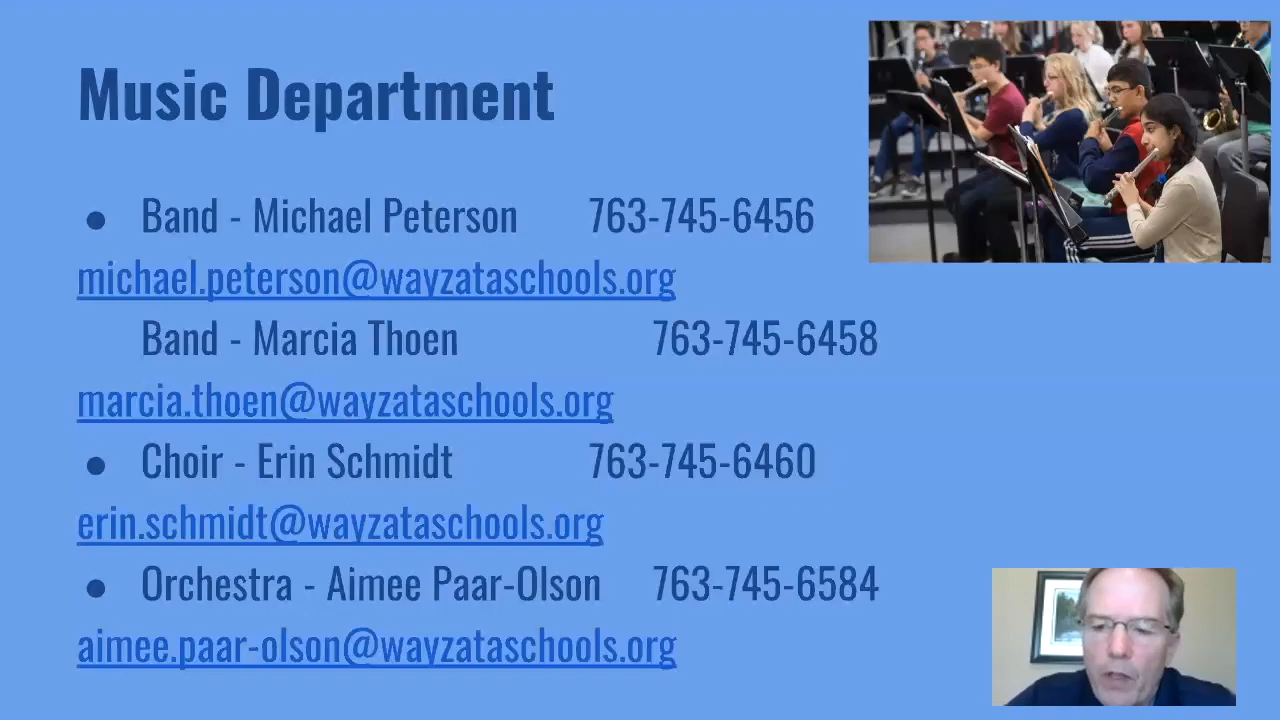 Music Department
● Band - Michael Peterson 763-745-6456
michael.peterson@wayzataschools.org
Band - Marcia Thoen 763-745-6458
marcia.thoen@wayzataschools.org
● Choir - Erin Schmidt 763-745-6460
erin.schmidt@wayzataschools.org
● Orchestra - Aimee Paar-Olson 763-745-6584
aimee.paar-olson@wayzataschools.org